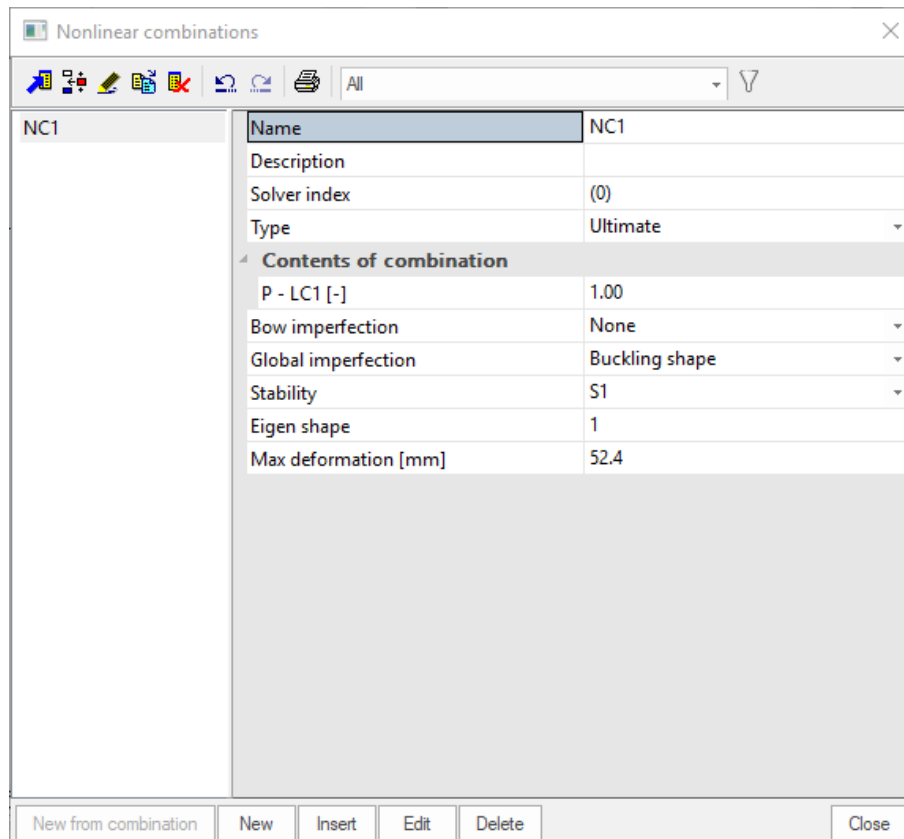 Nonlinear combinations
All
NC1
Name NC1
Description
Solver index (0)
Type Ultimate
Contents of combination
P - LC1 [-] 1.00
Bow imperfection None
Global imperfection Buckling shape
Stability S1
Eigen shape 1
Max deformation [mm] 52.4
New from combination New Insert Edit Delete Close